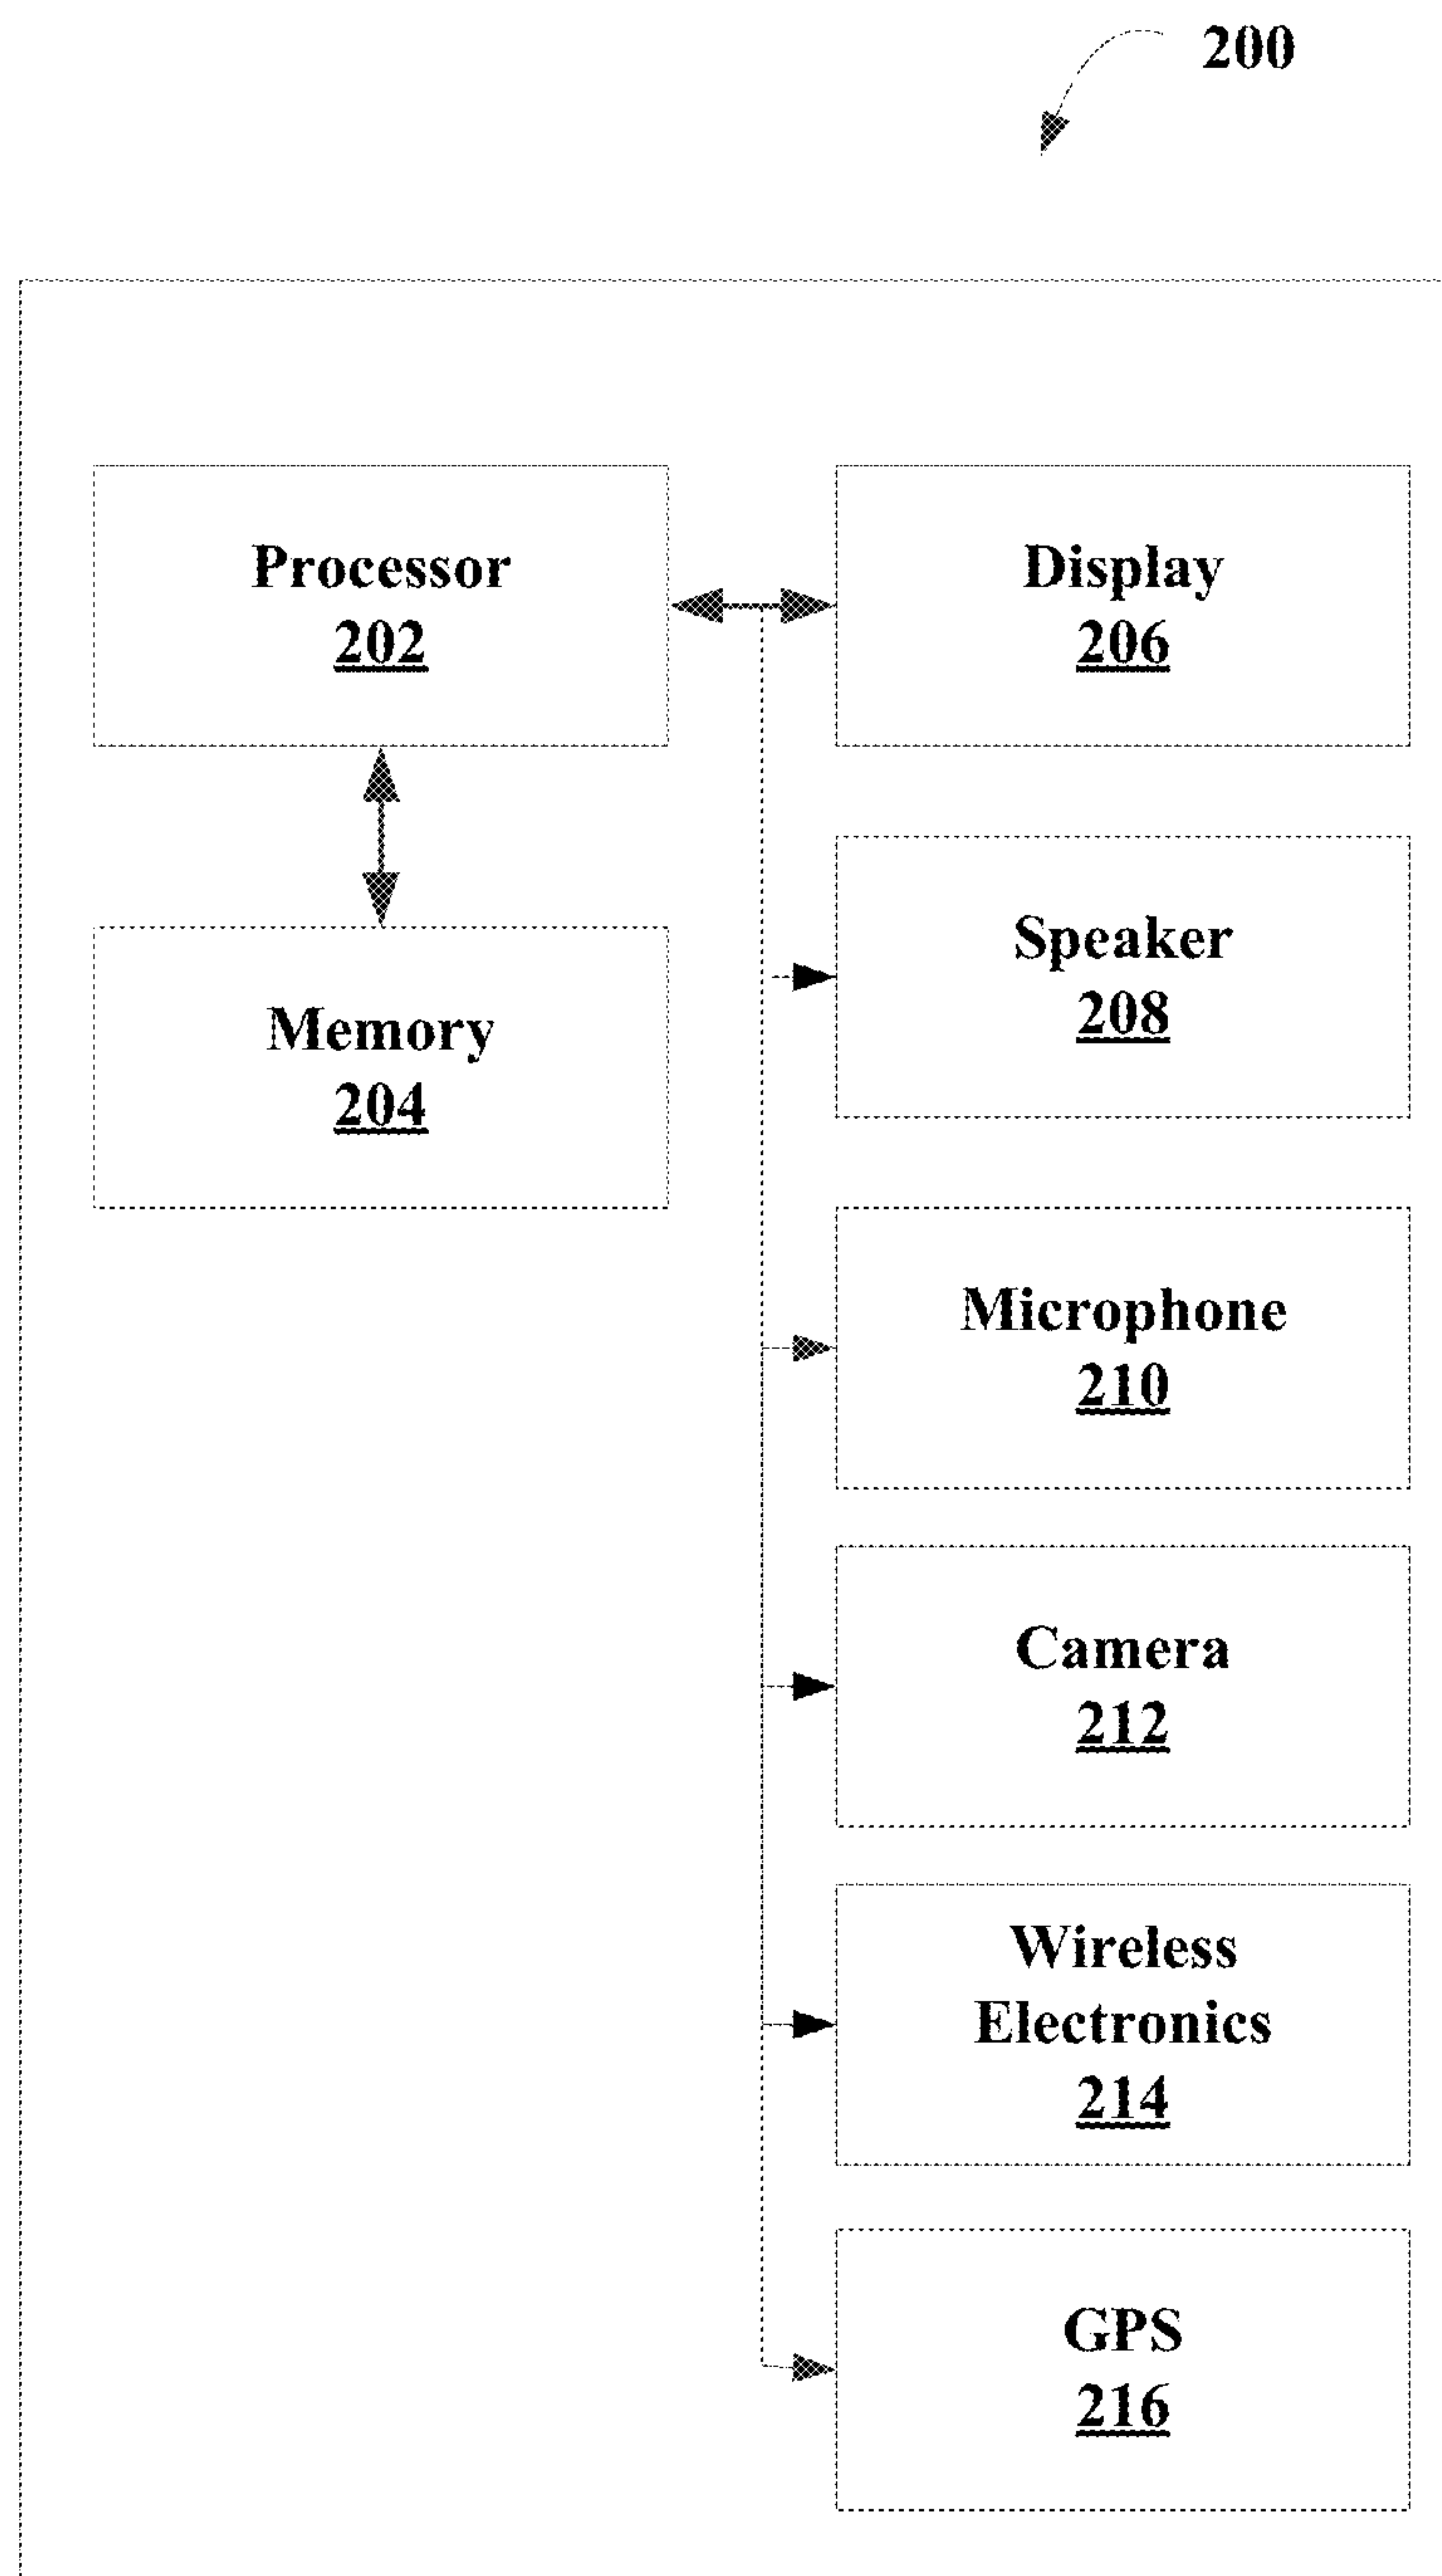 200
Processor
202
Display
206
Memory
204
Speaker
208
Microphone
210
Camera
212
Wireless
Electronics
214
GPS
216